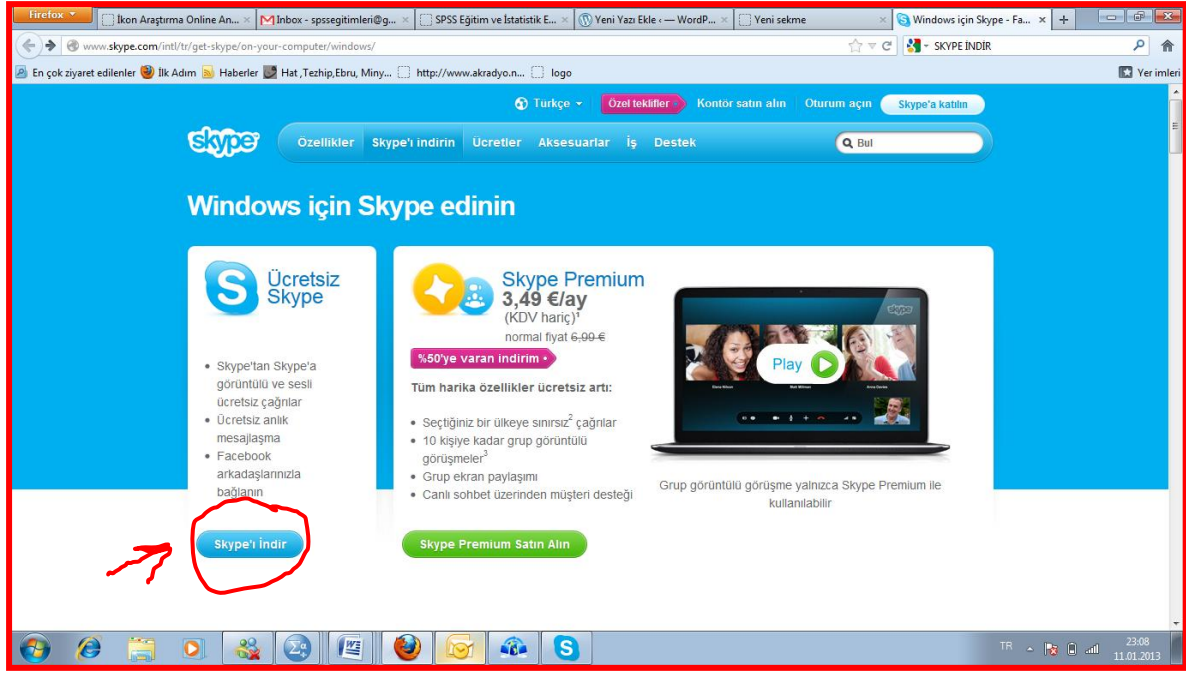 Firefox
İkon Araştırma Online An...
Inbox - spssegitimleri@g...
SPSS Eğitim ve İstatistik E...
Yeni Yazı Ekle ‹ — WordP...
Yeni sekme
Windows için Skype - Fa...
www.skype.com/intl/tr/get-skype/on-your-computer/windows/
SKYPE İNDİR
En çok ziyaret edilenler
İlk Adım
Haberler
Hat ,Tezhip,Ebru, Miny...
http://www.akradyo.n...
logo
Yer imleri
Türkçe
Özel teklifler
Kontör satın alın
Oturum açın
Skype'a katılın
skype
Özellikler
Skype'ı indirin
Ücretler
Aksesuarlar
İş
Destek
Bul
Windows için Skype edinin
Ücretsiz
Skype
• Skype'tan Skype'a
görüntülü ve sesli
ücretsiz çağrılar
• Ücretsiz anlık
mesajlaşma
• Facebook
arkadaşlarınızla
bağlanın
Skype'ı İndir
Skype Premium
3,49 €/ay
(KDV hariç)¹
normal fiyat 6,99 €
%50'ye varan indirim •
Tüm harika özellikler ücretsiz artı:
• Seçtiğiniz bir ülkeye sınırsız² çağrılar
• 10 kişiye kadar grup görüntülü
görüşmeler³
• Grup ekran paylaşımı
• Canlı sohbet üzerinden müşteri desteği
Skype Premium Satın Alın
skype
Play
Grup görüntülü görüşme yalnızca Skype Premium ile
kullanılabilir
TR
23:08
11.01.2013